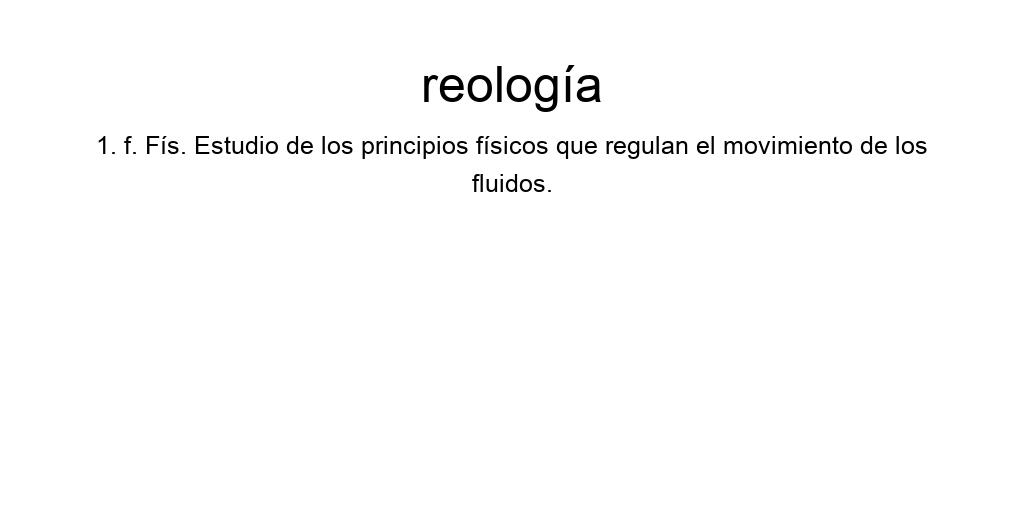 reología
1. f. Fís. Estudio de los principios físicos que regulan el movimiento de los
fluidos.